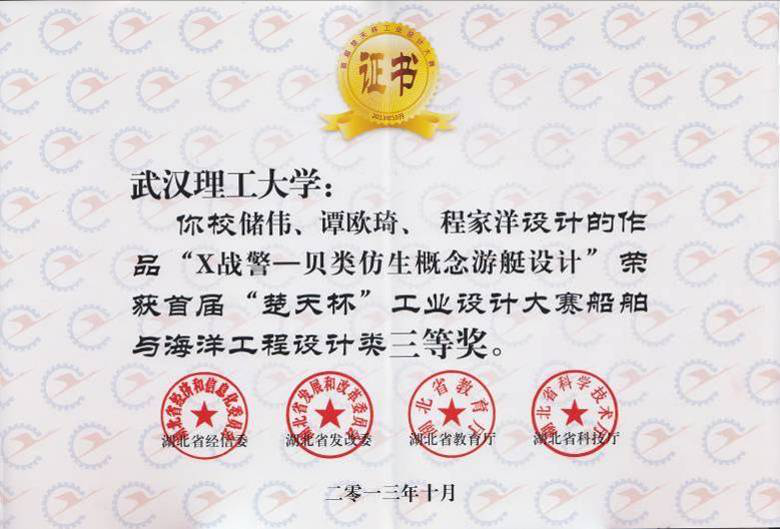 首届楚天杯工业设计大赛
证书
2013年10月
武汉理工大学：
你校储伟、谭欧琦、程家洋设计的作
品“X战警—贝类仿生概念游艇设计”荣
获首届“楚天杯”工业设计大赛船舶
与海洋工程设计类三等奖。
湖北省经济和信息化委员会
湖北省发展和改革委员会
湖北省教育厅
湖北省科学技术厅
湖北省经信委
湖北省发改委
湖北省教育厅
湖北省科技厅
二零一三年十月